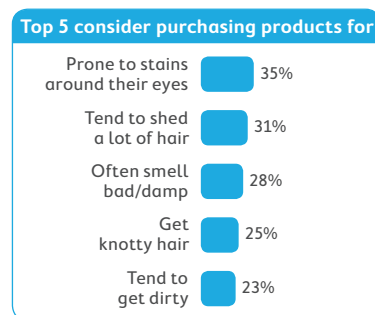 Top 5 consider purchasing products for
Prone to stains
around their eyes
35%
Tend to shed
a lot of hair
31%
Often smell
bad/damp
28%
Get
knotty hair
25%
Tend to
get dirty
23%